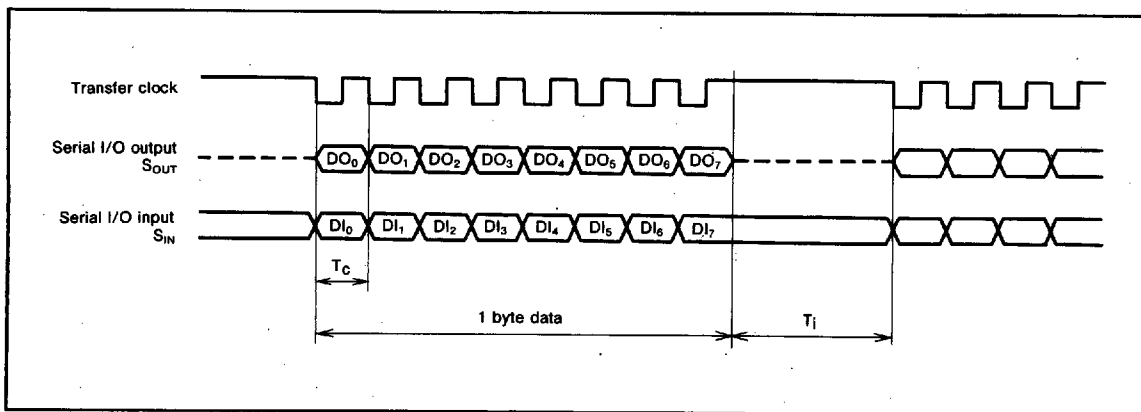 Transfer clock
Serial I/O output
SOUT
DO0 DO1 DO2 DO3 DO4 DO5 DO6 DO7
Serial I/O input
SIN
DI0 DI1 DI2 DI3 DI4 DI5 DI6 DI7
TC
1 byte data
Ti